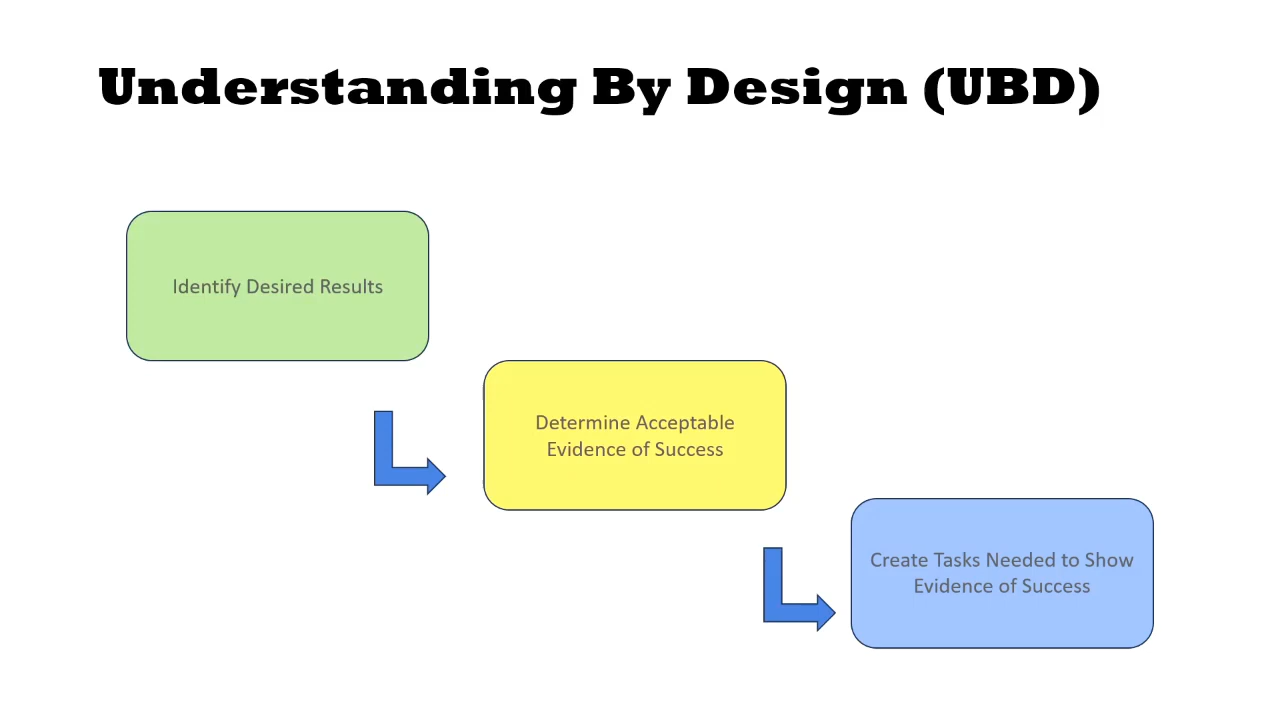 Understanding By Design (UBD)
Identify Desired Results
Determine Acceptable
Evidence of Success
Create Tasks Needed to Show
Evidence of Success